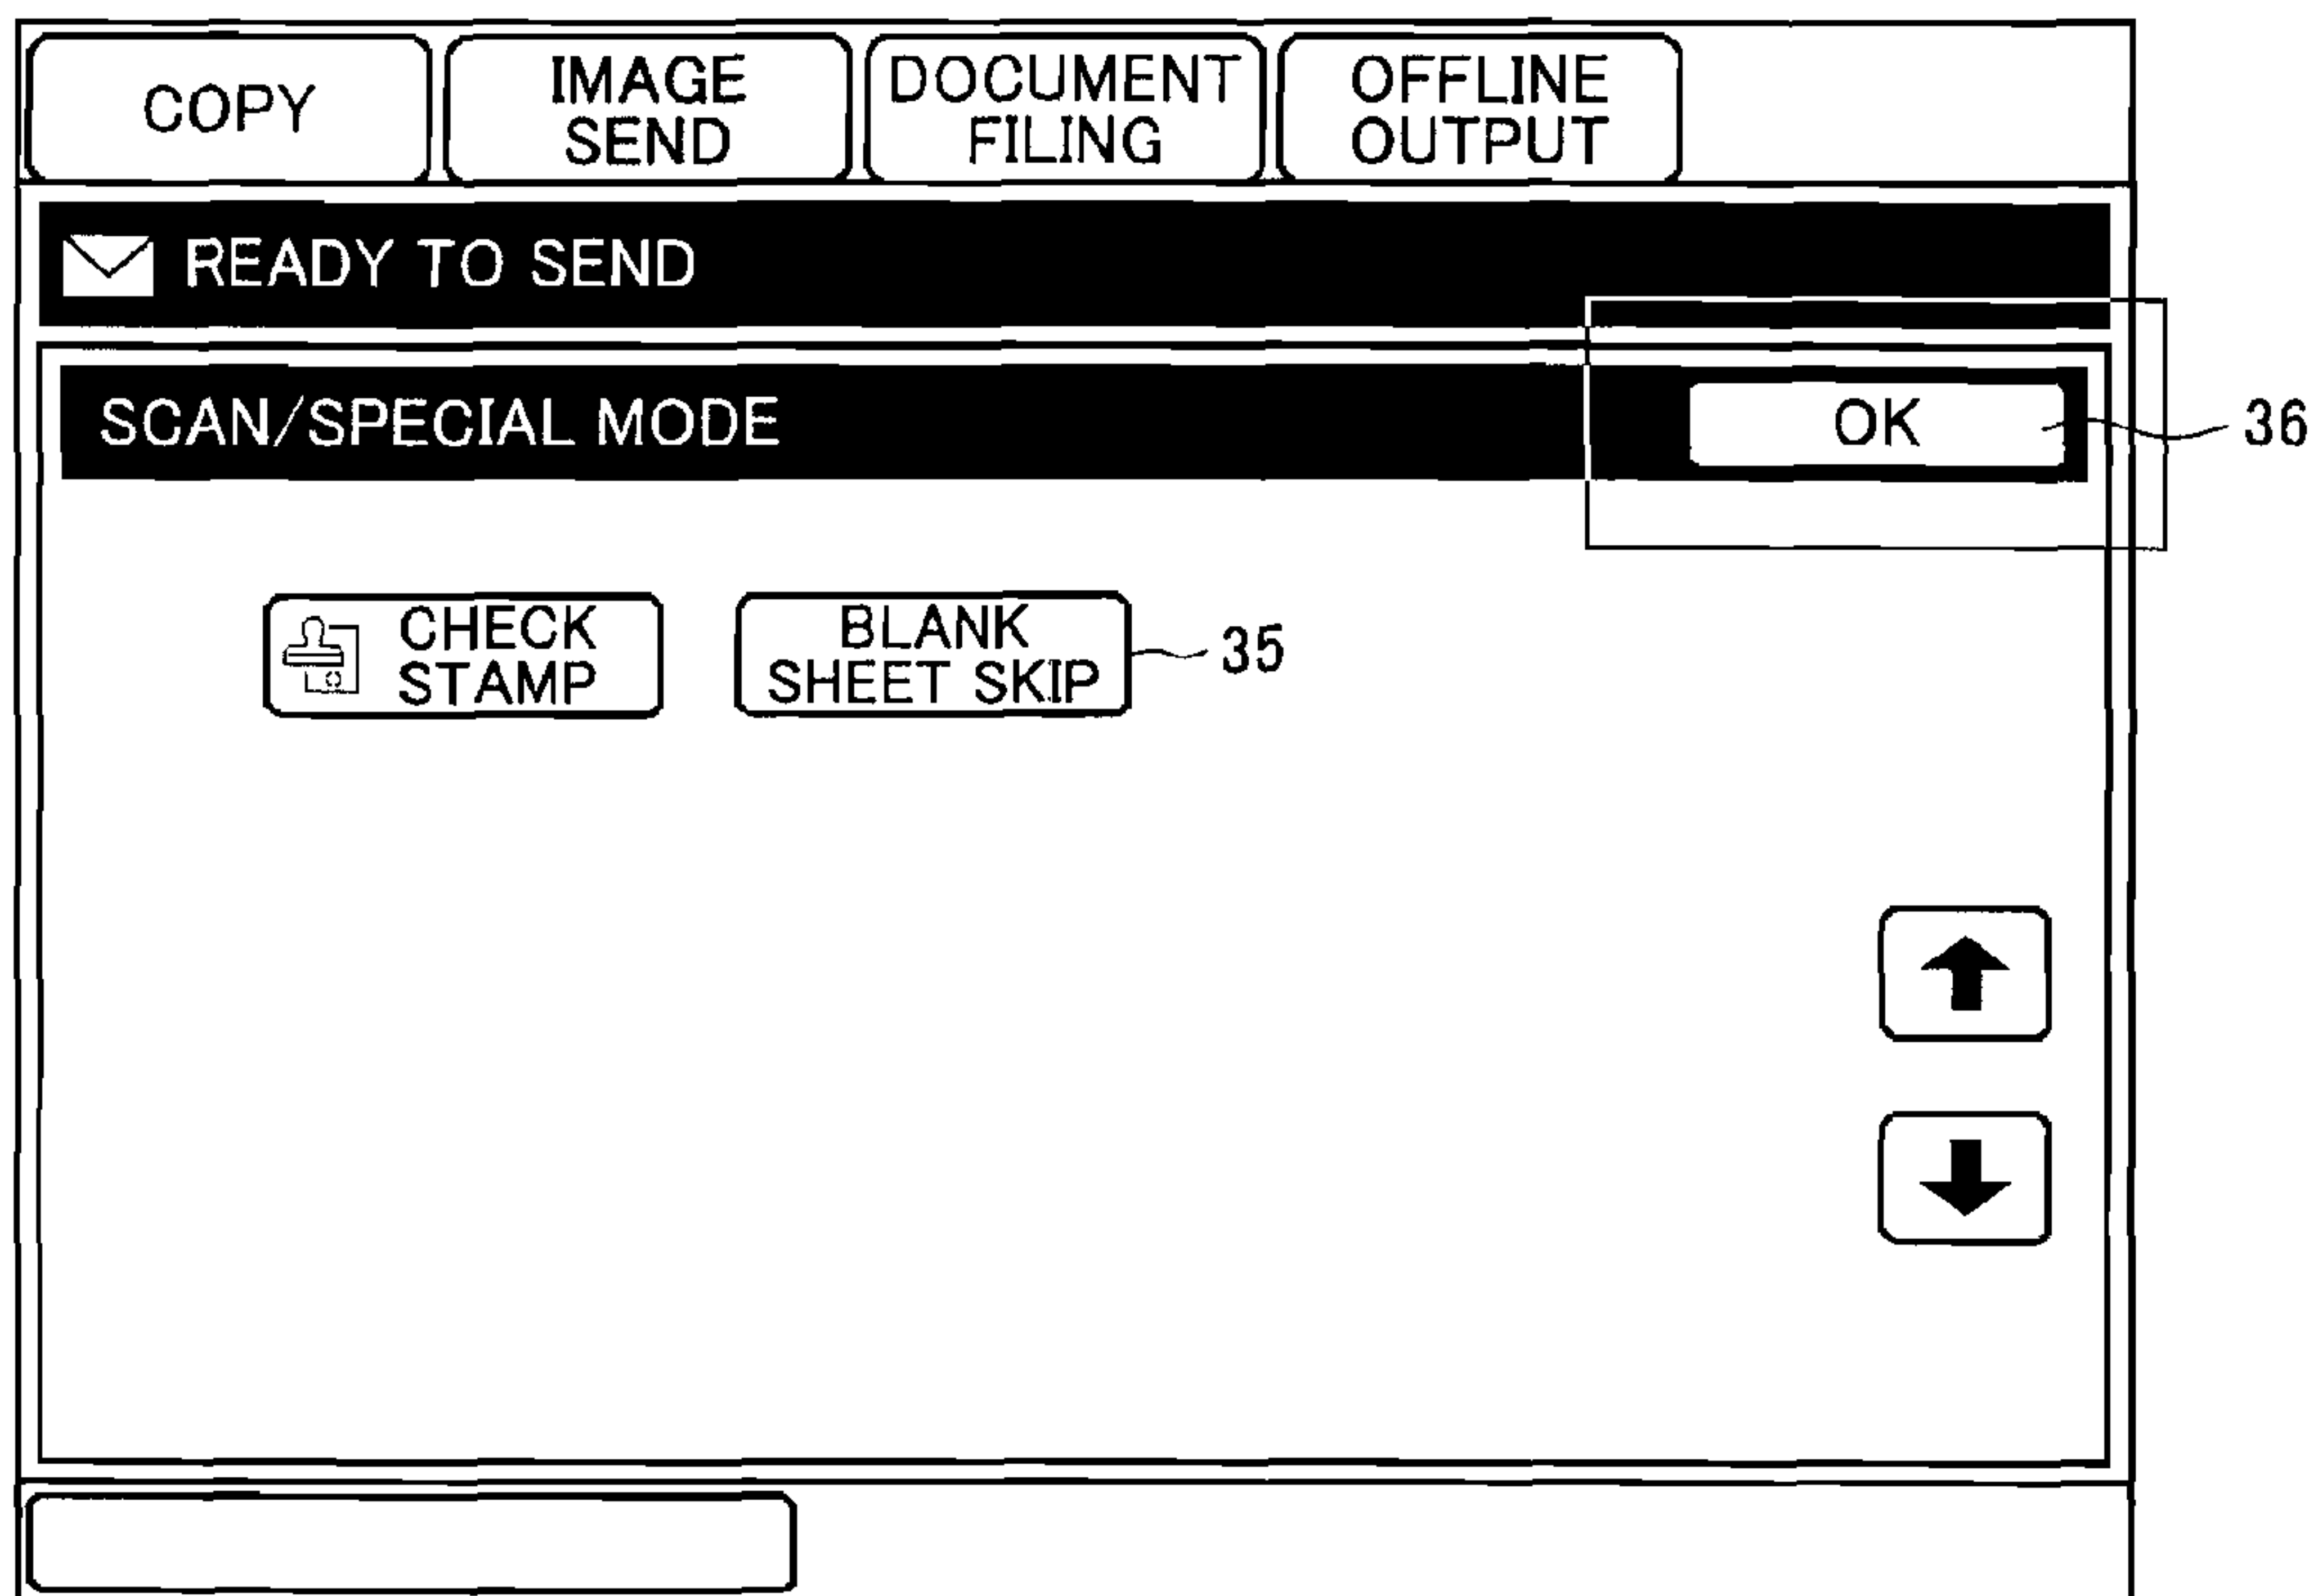 COPY
IMAGE
SEND
DOCUMENT
FILING
OFFLINE
OUTPUT
READY TO SEND
SCAN/SPECIAL MODE
OK
36
CHECK
STAMP
BLANK
SHEET SKIP
35